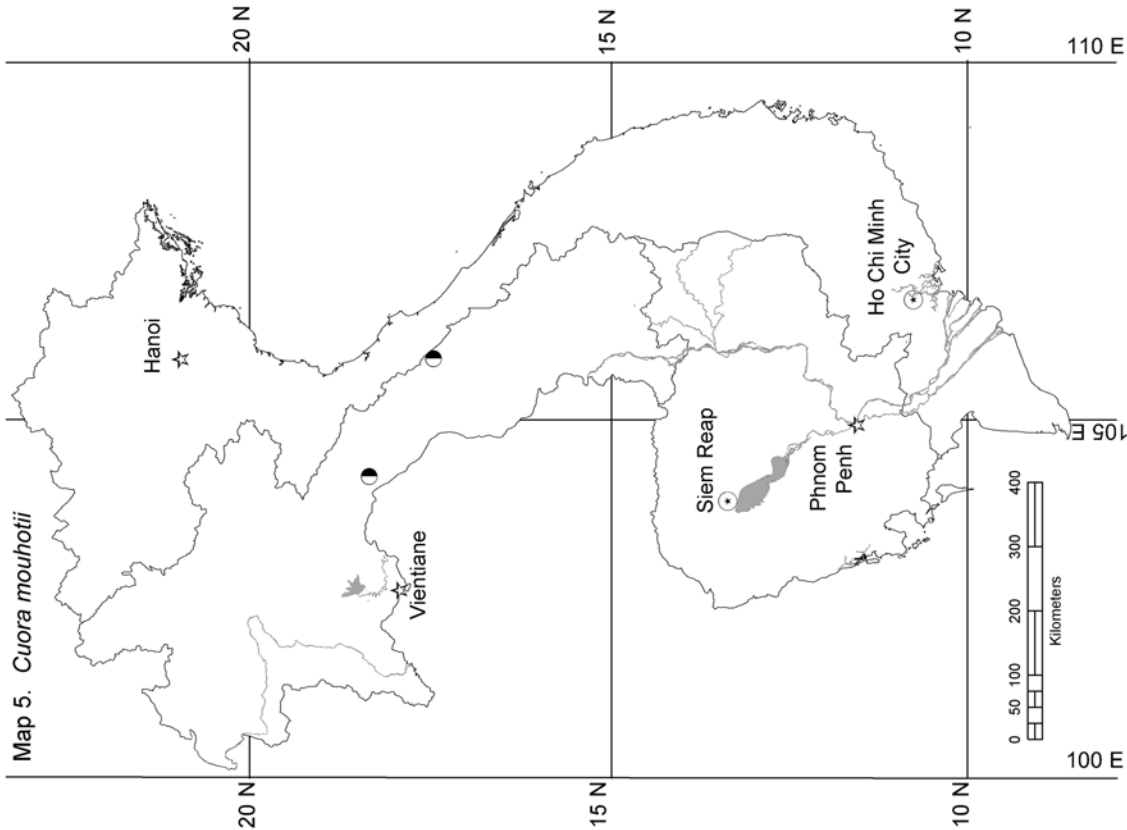 Map 5. Cuora mouhotii
20 N
15 N
10 N
110 E
Hanoi
Ho Chi Minh
City
105 E
Siem Reap
Phnom
Penh
Vientiane
0 50 100 200 300 400
Kilometers
100 E
20 N
15 N
10 N